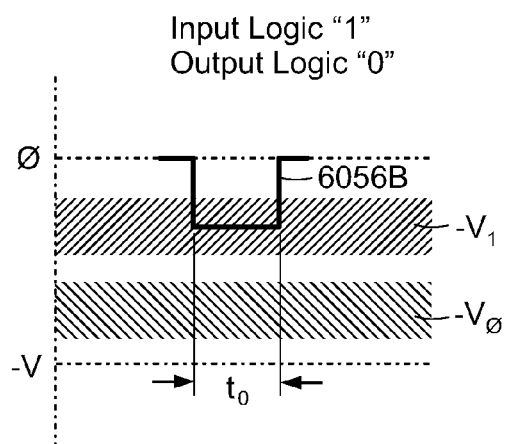 Input Logic “1”
Output Logic “0”
Ø
6056B
-V₁
-VØ
-V
t₀